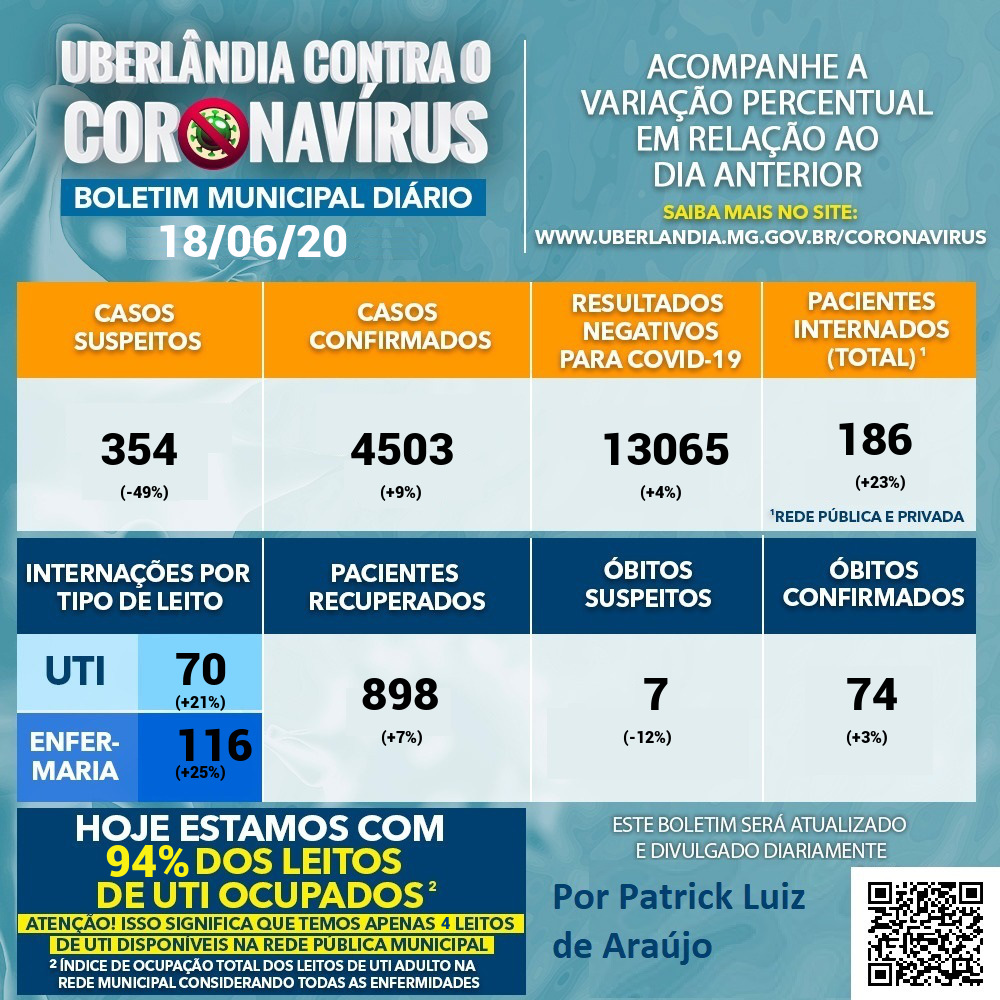 UBERLÂNDIA CONTRA O
CORONAVÍRUS
BOLETIM MUNICIPAL DIÁRIO
18/06/20
ACOMPANHE A
VARIAÇÃO PERCENTUAL
EM RELAÇÃO AO
DIA ANTERIOR
SAIBA MAIS NO SITE:
WWW.UBERLANDIA.MG.GOV.BR/CORONAVIRUS
CASOS
SUSPEITOS
354
(-49%)
CASOS
CONFIRMADOS
4503
(+9%)
RESULTADOS
NEGATIVOS
PARA COVID-19
13065
(+4%)
PACIENTES
INTERNADOS
(TOTAL) ¹
186
(+23%)
¹REDE PÚBLICA E PRIVADA
INTERNAÇÕES POR
TIPO DE LEITO
UTI
70
(+21%)
ENFER-
MARIA
116
(+25%)
PACIENTES
RECUPERADOS
898
(+7%)
ÓBITOS
SUSPEITOS
7
(-12%)
ÓBITOS
CONFIRMADOS
74
(+3%)
HOJE ESTAMOS COM
94% DOS LEITOS
DE UTI OCUPADOS ²
ATENÇÃO! ISSO SIGNIFICA QUE TEMOS APENAS 4 LEITOS
DE UTI DISPONÍVEIS NA REDE PÚBLICA MUNICIPAL
² ÍNDICE DE OCUPAÇÃO TOTAL DOS LEITOS DE UTI ADULTO NA
REDE MUNICIPAL CONSIDERANDO TODAS AS ENFERMIDADES
ESTE BOLETIM SERÁ ATUALIZADO
E DIVULGADO DIARIAMENTE
Por Patrick Luiz
de Araújo